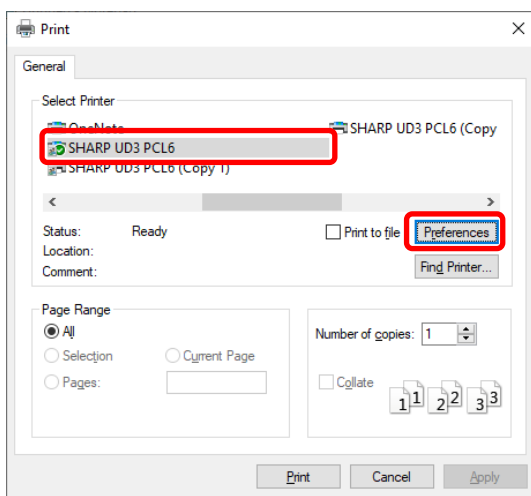 Print
General
Select Printer
OneNote
SHARP UD3 PCL6 (Copy
SHARP UD3 PCL6
SHARP UD3 PCL6 (Copy 1)
Status: Ready
Print to file
Preferences
Location:
Comment:
Find Printer...
Page Range
All
Selection
Current Page
Pages:
Number of copies: 1
Collate
1 1 2 2 3 3
Print
Cancel
Apply